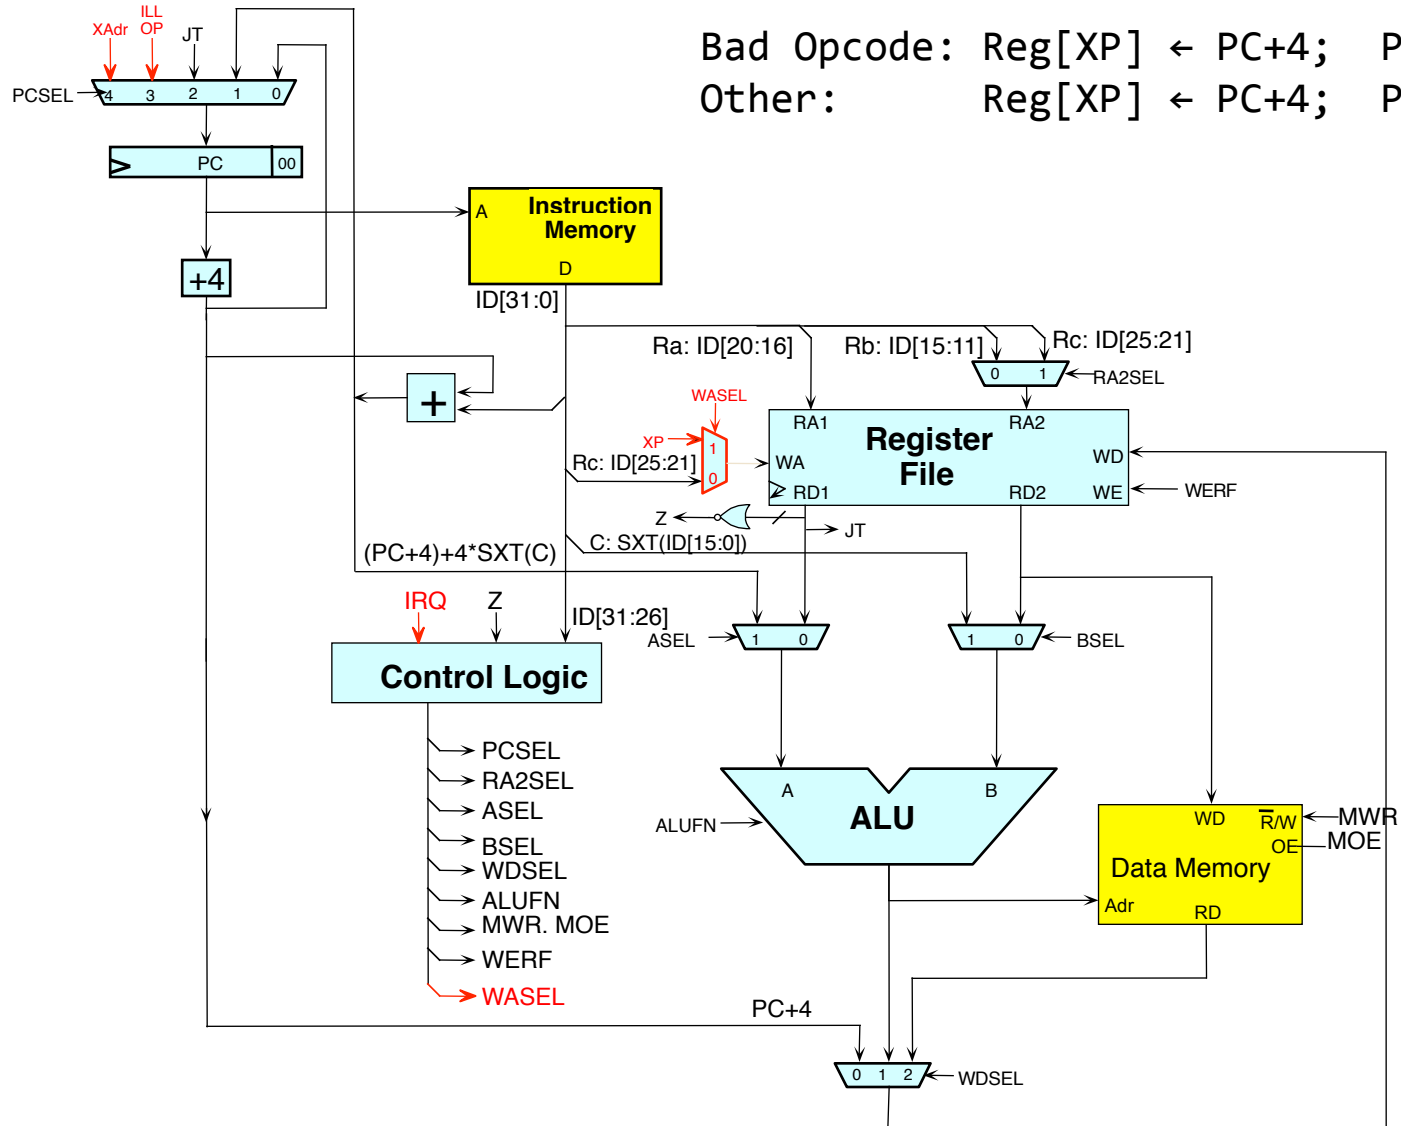 Bad Opcode: Reg[XP] ← PC+4; P
Other: Reg[XP] ← PC+4; P
XAdr
ILL
OP
JT
PCSEL
4 3 2 1 0
PC
00
+4
A
Instruction
Memory
D
ID[31:0]
Ra: ID[20:16]
Rb: ID[15:11]
Rc: ID[25:21]
0 1
RA2SEL
+
WASEL
XP
1
0
Rc: ID[25:21]
RA1
RA2
Register
File
WA
WD
RD1
RD2
WE
WERF
Z
JT
C: SXT(ID[15:0])
(PC+4)+4*SXT(C)
IRQ
Z
ID[31:26]
ASEL
1 0
1 0
BSEL
Control Logic
PCSEL
RA2SEL
ASEL
BSEL
WDSEL
ALUFN
MWR. MOE
WERF
WASEL
A
B
ALU
ALUFN
WD
R/W
MWR
OE
MOE
Data Memory
Adr
RD
PC+4
0 1 2
WDSEL